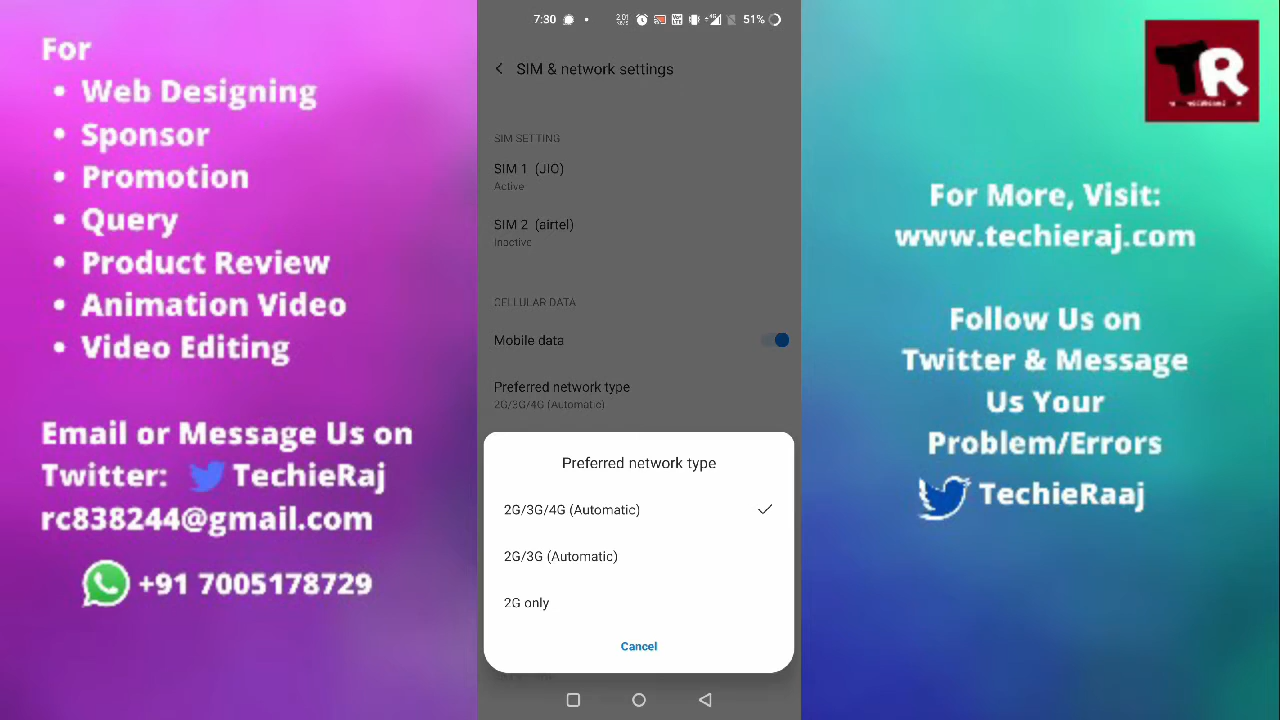 For
• Web Designing
• Sponsor
• Promotion
• Query
• Product Review
• Animation Video
• Video Editing
Email or Message Us on
Twitter: TechieRaj
rc838244@gmail.com
+91 7005178729
7:30
51%
SIM & network settings
SIM SETTING
SIM 1 (JIO)
Active
SIM 2 (airtel)
Inactive
CELLULAR DATA
Mobile data
Preferred network type
2G/3G/4G (Automatic)
Preferred network type
2G/3G/4G (Automatic)
2G/3G (Automatic)
2G only
Cancel
TR
For More, Visit:
www.techieraj.com
Follow Us on
Twitter & Message
Us Your
Problem/Errors
TechieRaaj